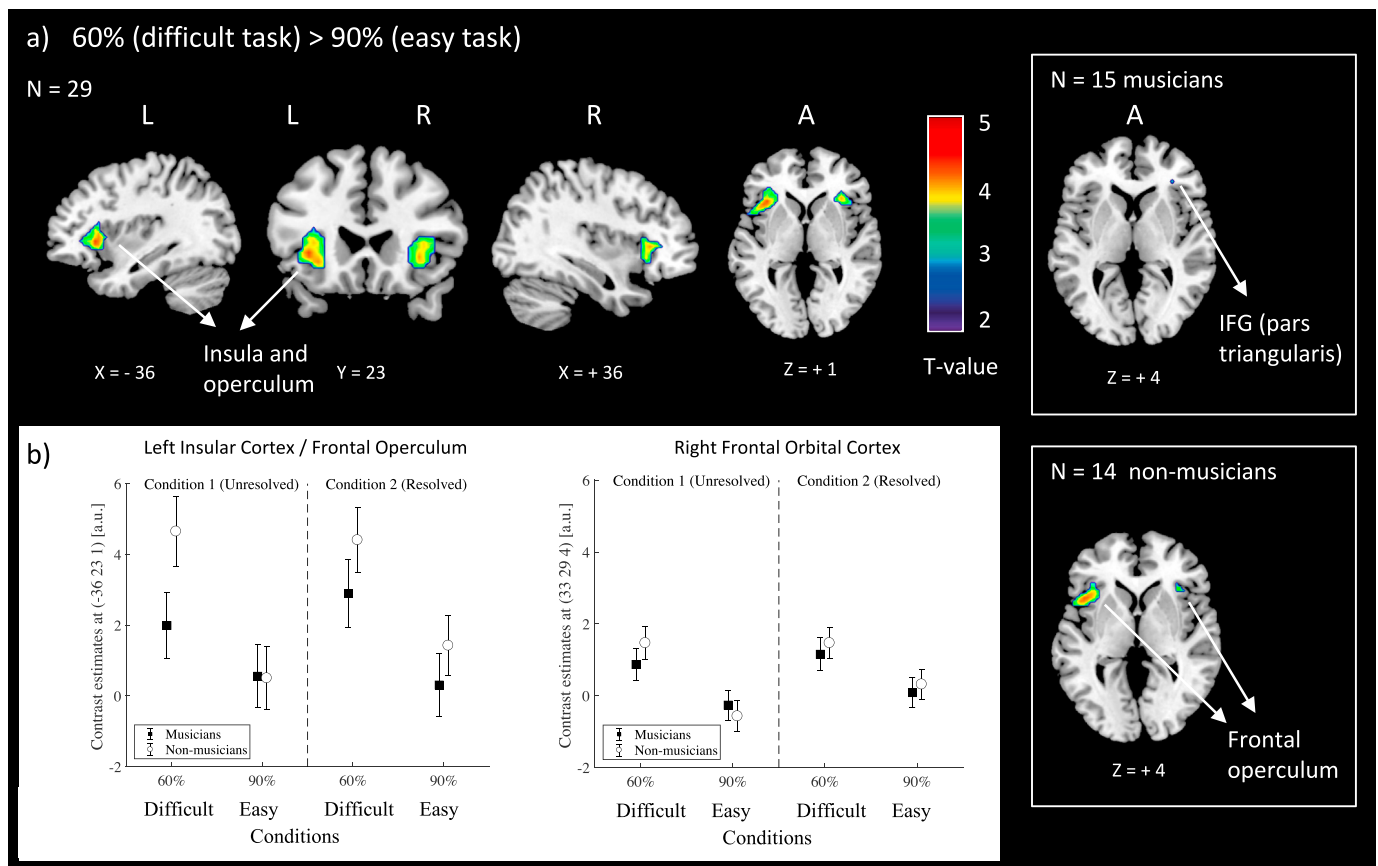 a) 60% (difficult task) > 90% (easy task)
N = 29
L
L
R
R
A
X = - 36
Insula and
operculum
Y = 23
X = + 36
Z = + 1
5
4
3
2
T-value
N = 15 musicians
A
IFG (pars
triangularis)
Z = + 4
b)
Left Insular Cortex / Frontal Operculum
Condition 1 (Unresolved)
Condition 2 (Resolved)
Contrast estimates at (-36 23 1) [a.u.]
6
4
2
0
-2
Musicians
Non-musicians
60%
90%
60%
90%
Difficult
Easy
Difficult
Easy
Conditions
Right Frontal Orbital Cortex
Condition 1 (Unresolved)
Condition 2 (Resolved)
Contrast estimates at (33 29 4) [a.u.]
6
4
2
0
-2
Musicians
Non-musicians
60%
90%
60%
90%
Difficult
Easy
Difficult
Easy
Conditions
N = 14 non-musicians
Frontal
operculum
Z = + 4